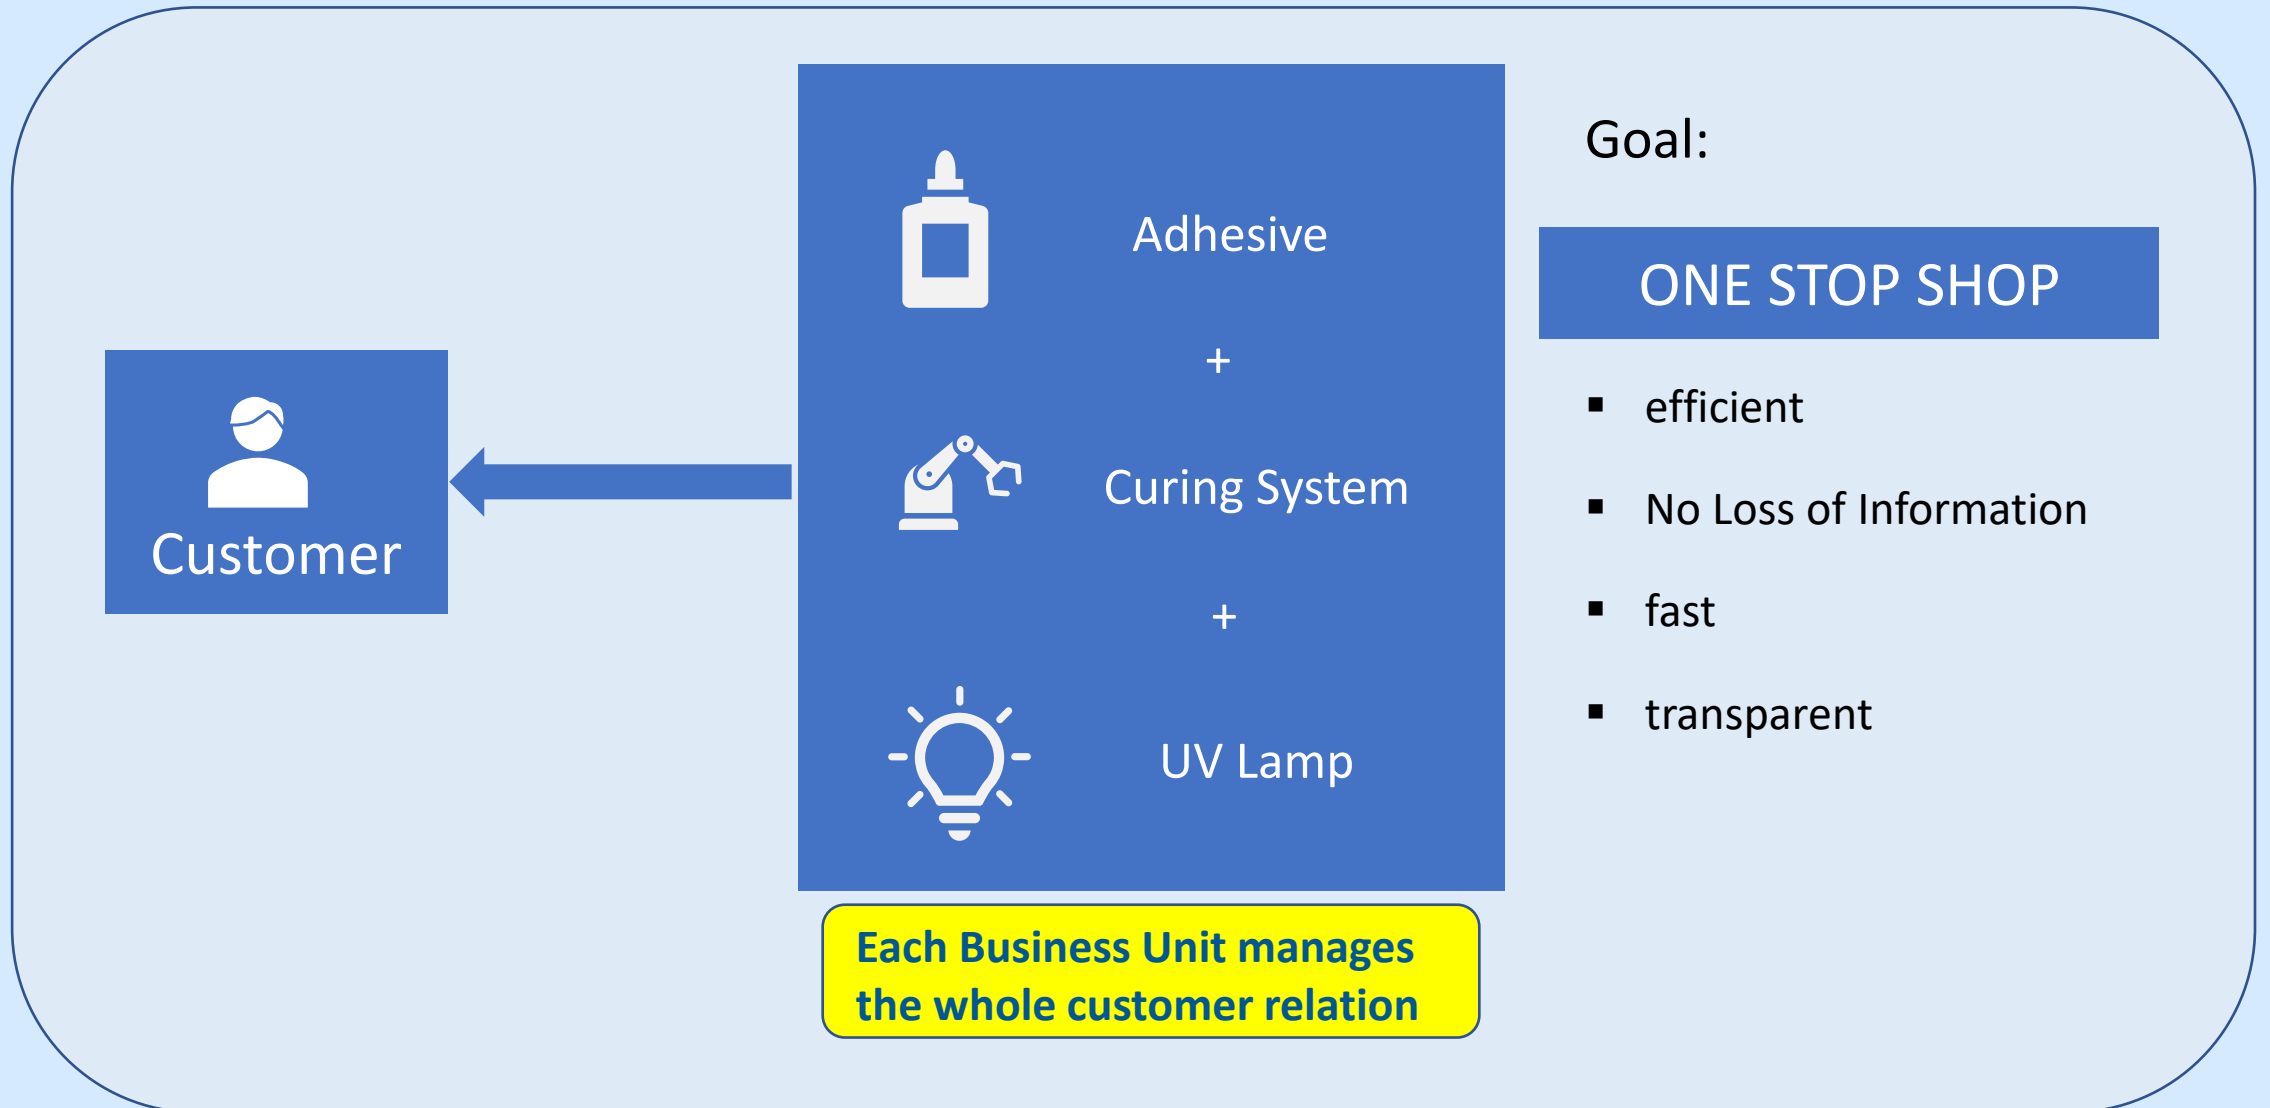 Customer
Adhesive
+
Curing System
+
UV Lamp
Each Business Unit manages
the whole customer relation
Goal:
ONE STOP SHOP
▪ efficient
▪ No Loss of Information
▪ fast
▪ transparent